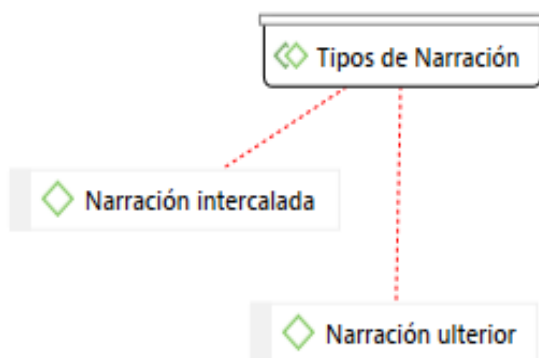 Tipos de Narración
Narración intercalada
Narración ulterior